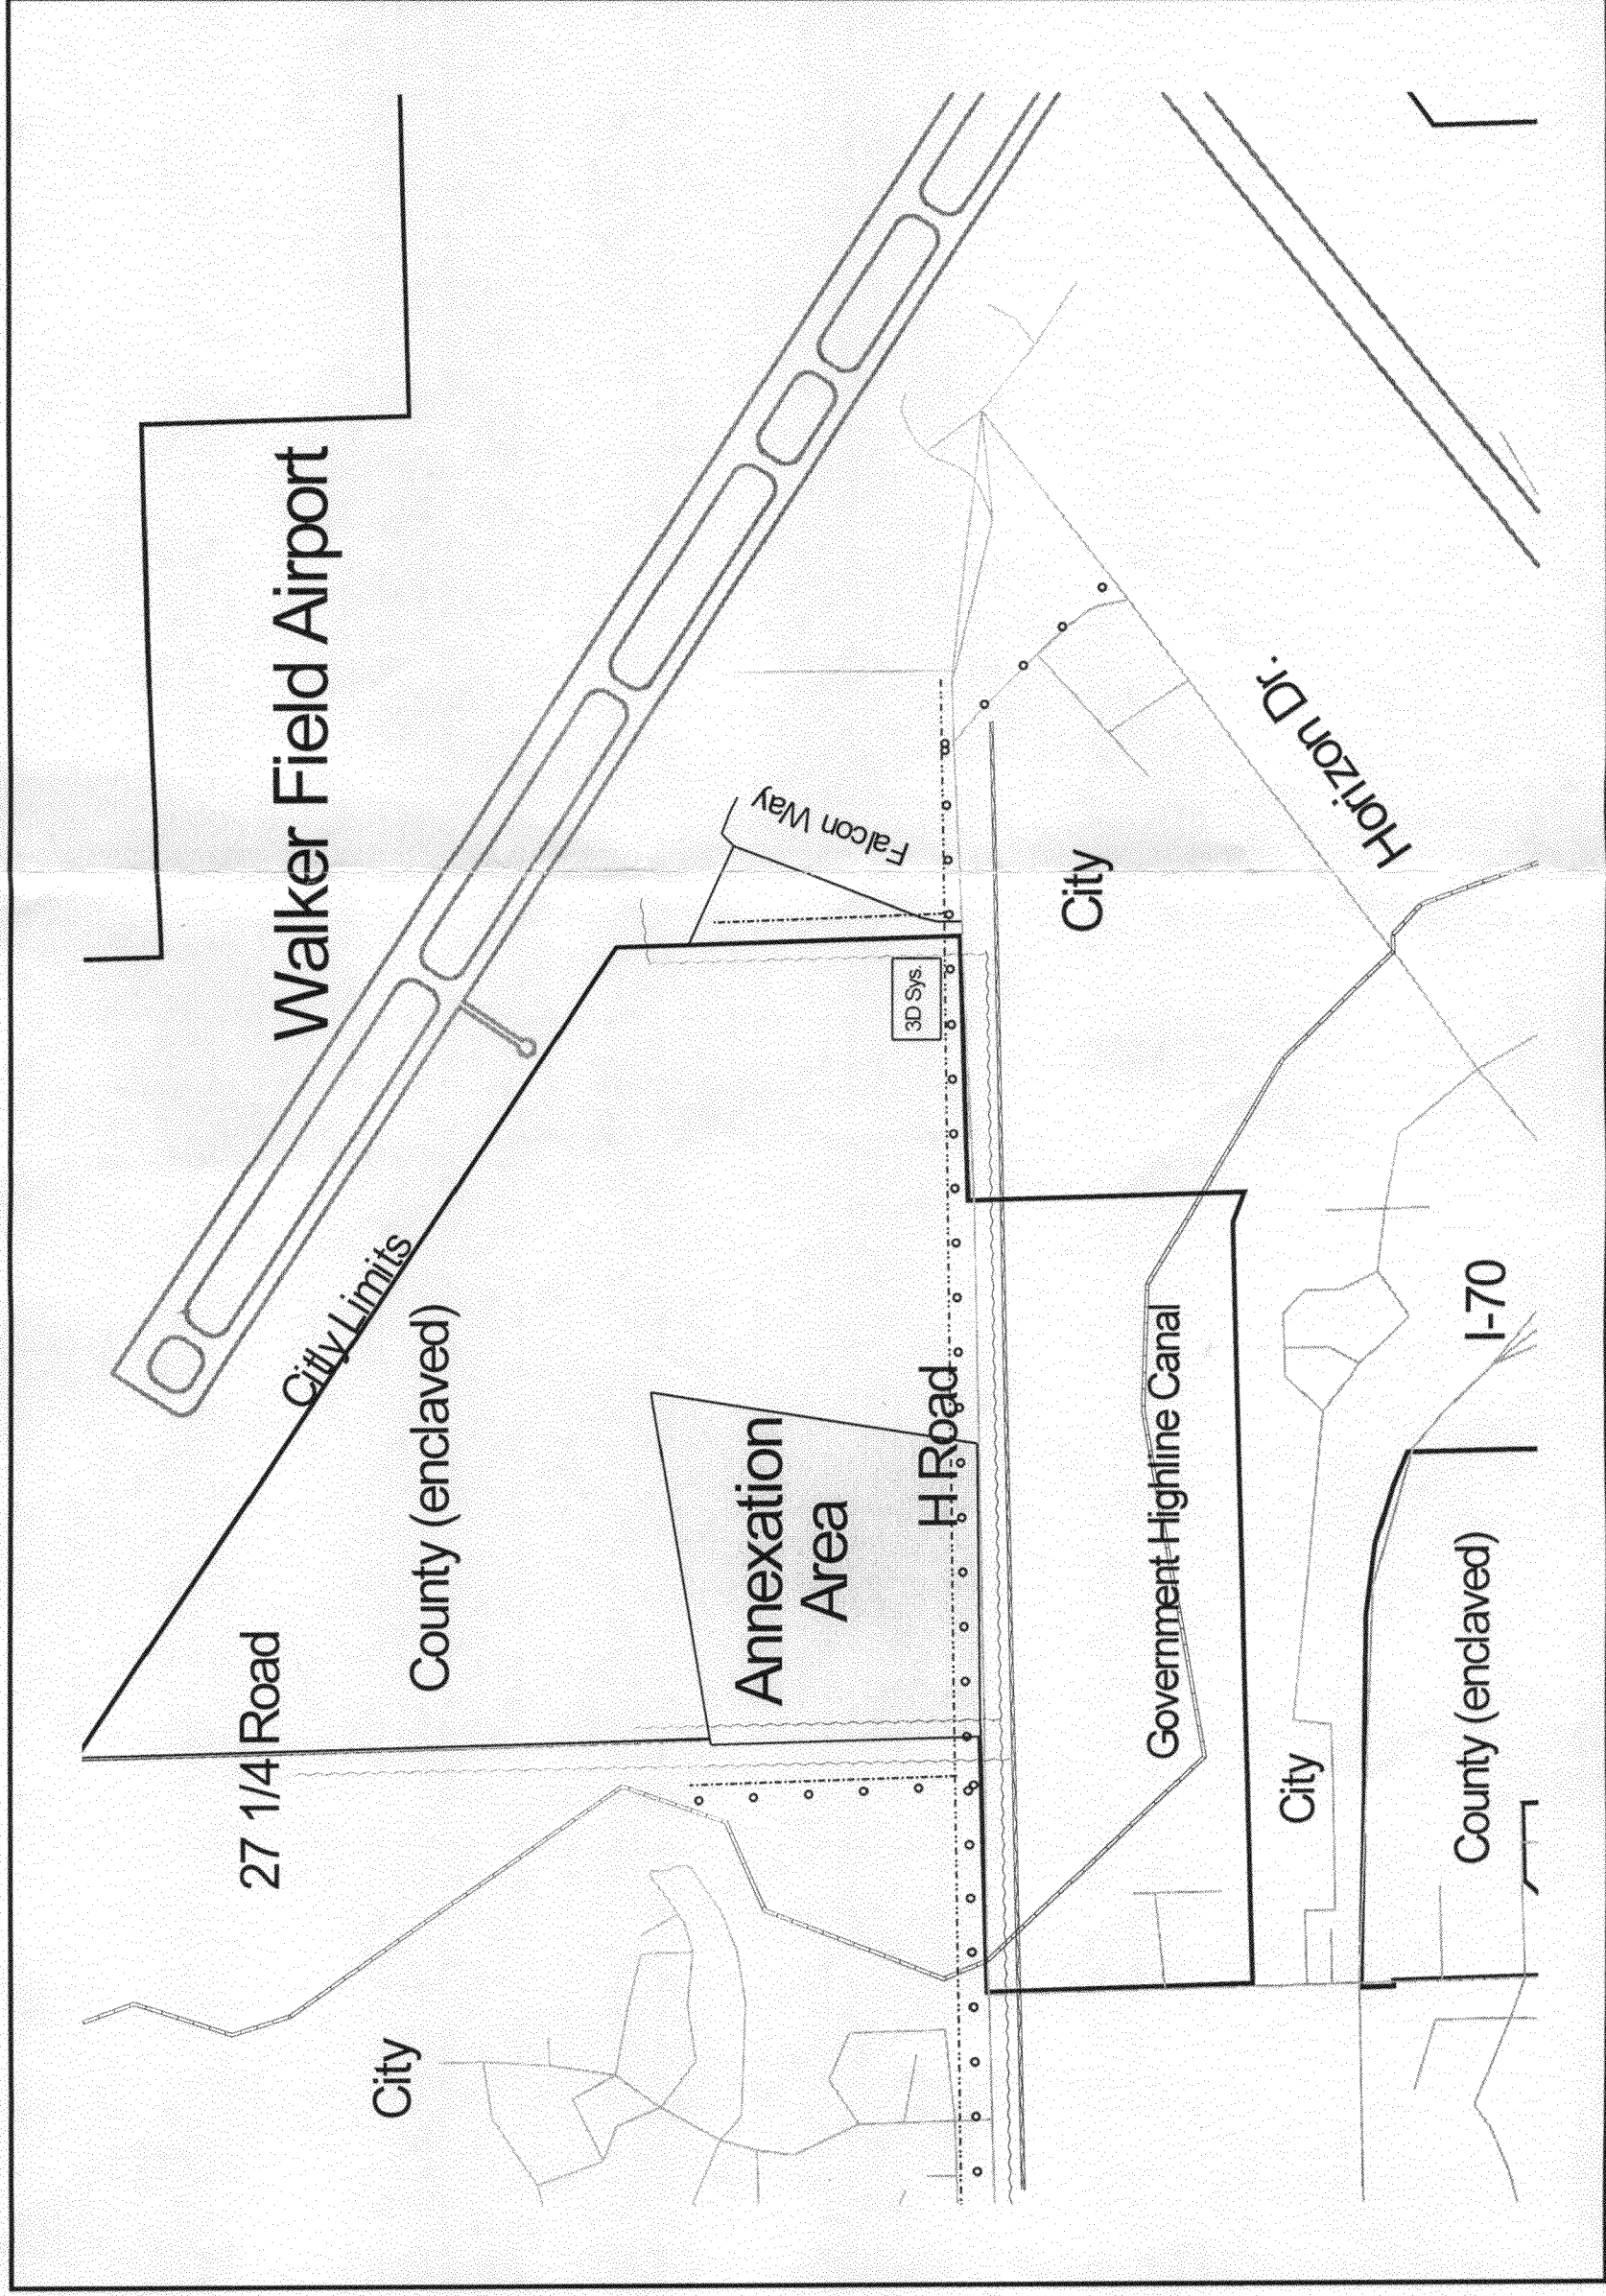 Walker Field Airport
City Limits
27 1/4 Road
County (enclaved)
Falcon Way
3D Sys.
Annexation
Area
H Road
City
City
Horizon Dr.
Government Highline Canal
City
I-70
County (enclaved)